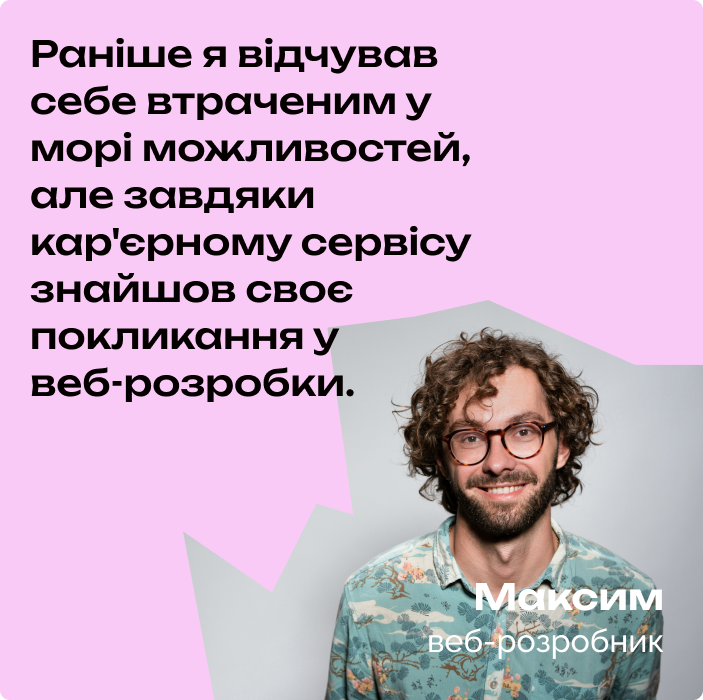 Раніше я відчував
себе втраченим у
морі можливостей,
але завдяки
кар'єрному сервісу
знайшов своє
покликання у
веб-розробки.
Максим
веб-розробник